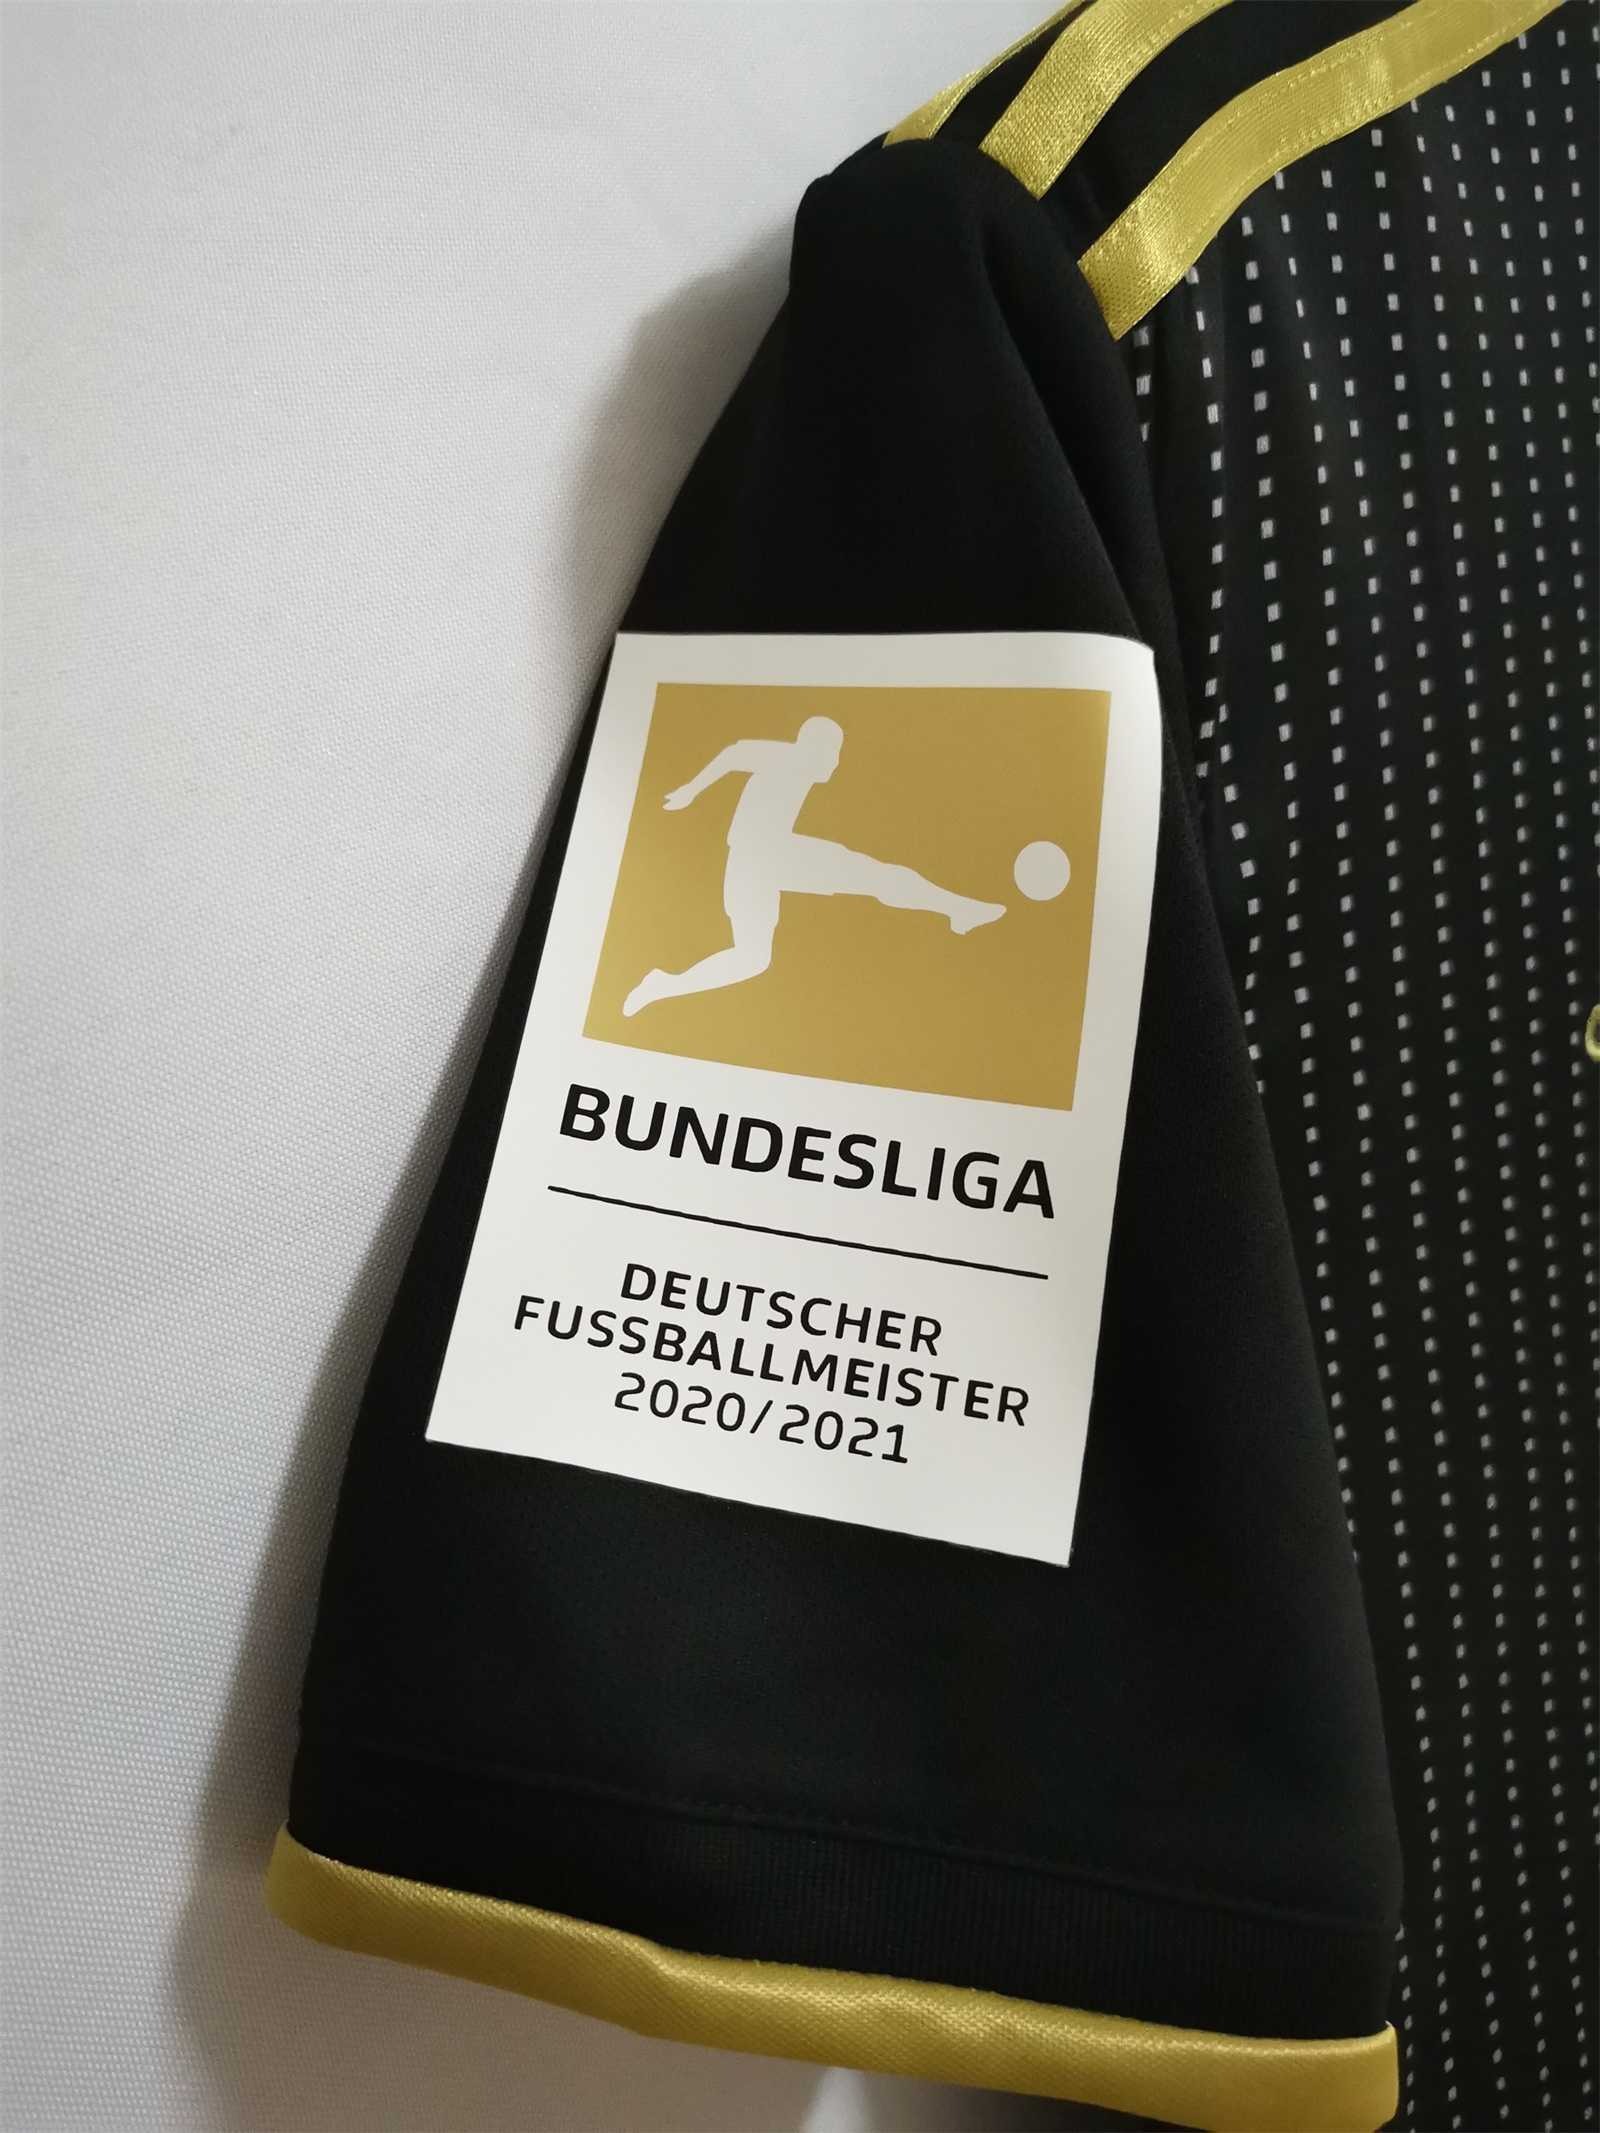 BUNDESLIGA
DEUTSCHER
FUSSBALLMEISTER
2020/2021